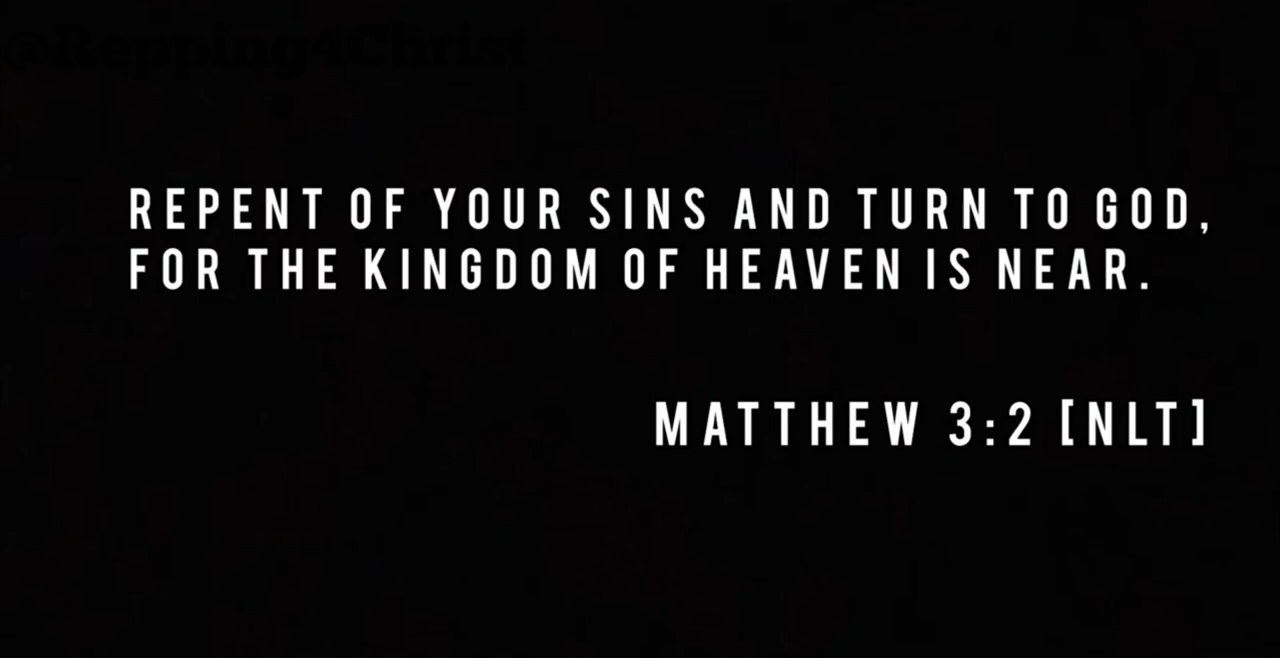 @Repping4Christ
REPENT OF YOUR SINS AND TURN TO GOD,
FOR THE KINGDOM OF HEAVEN IS NEAR.
MATTHEW 3:2 [NLT]